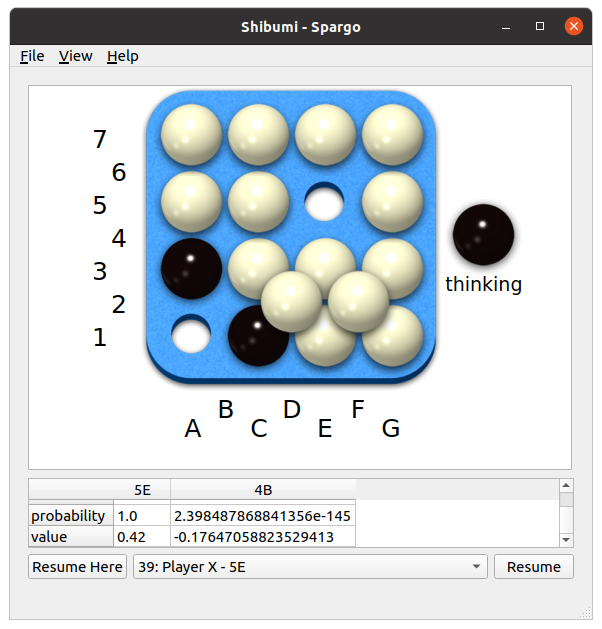 Shibumi - Spargo
File View Help
7
6
5
4
3
2
1
thinking
B D F
A C E G
5E 4B
probability 1.0 2.398487868841356e-145
value 0.42 -0.17647058823529413
Resume Here 39: Player X - 5E Resume